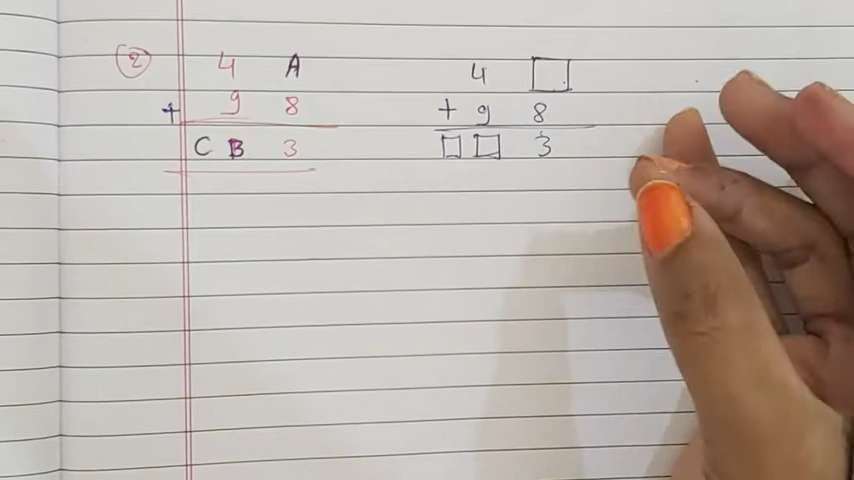 ② 4 A 4 □
+ 9 8 + 9 8
C B 3 □ □ 3